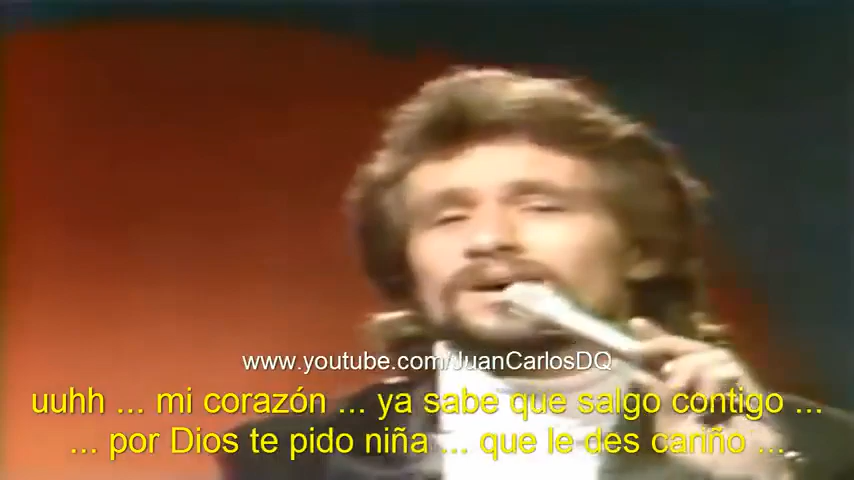 www.youtube.com/JuanCarlosDQ
uuhh ... mi corazón ... ya sabe que salgo contigo ...
... por Dios te pido niña ... que le des cariño ...